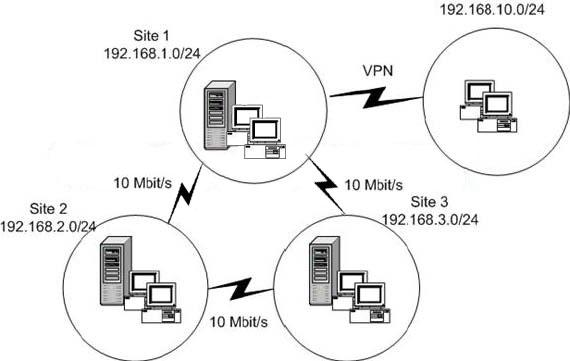 192.168.10.0/24
Site 1
192.168.1.0/24
VPN
10 Mbit/s
10 Mbit/s
Site 2
192.168.2.0/24
Site 3
192.168.3.0/24
10 Mbit/s